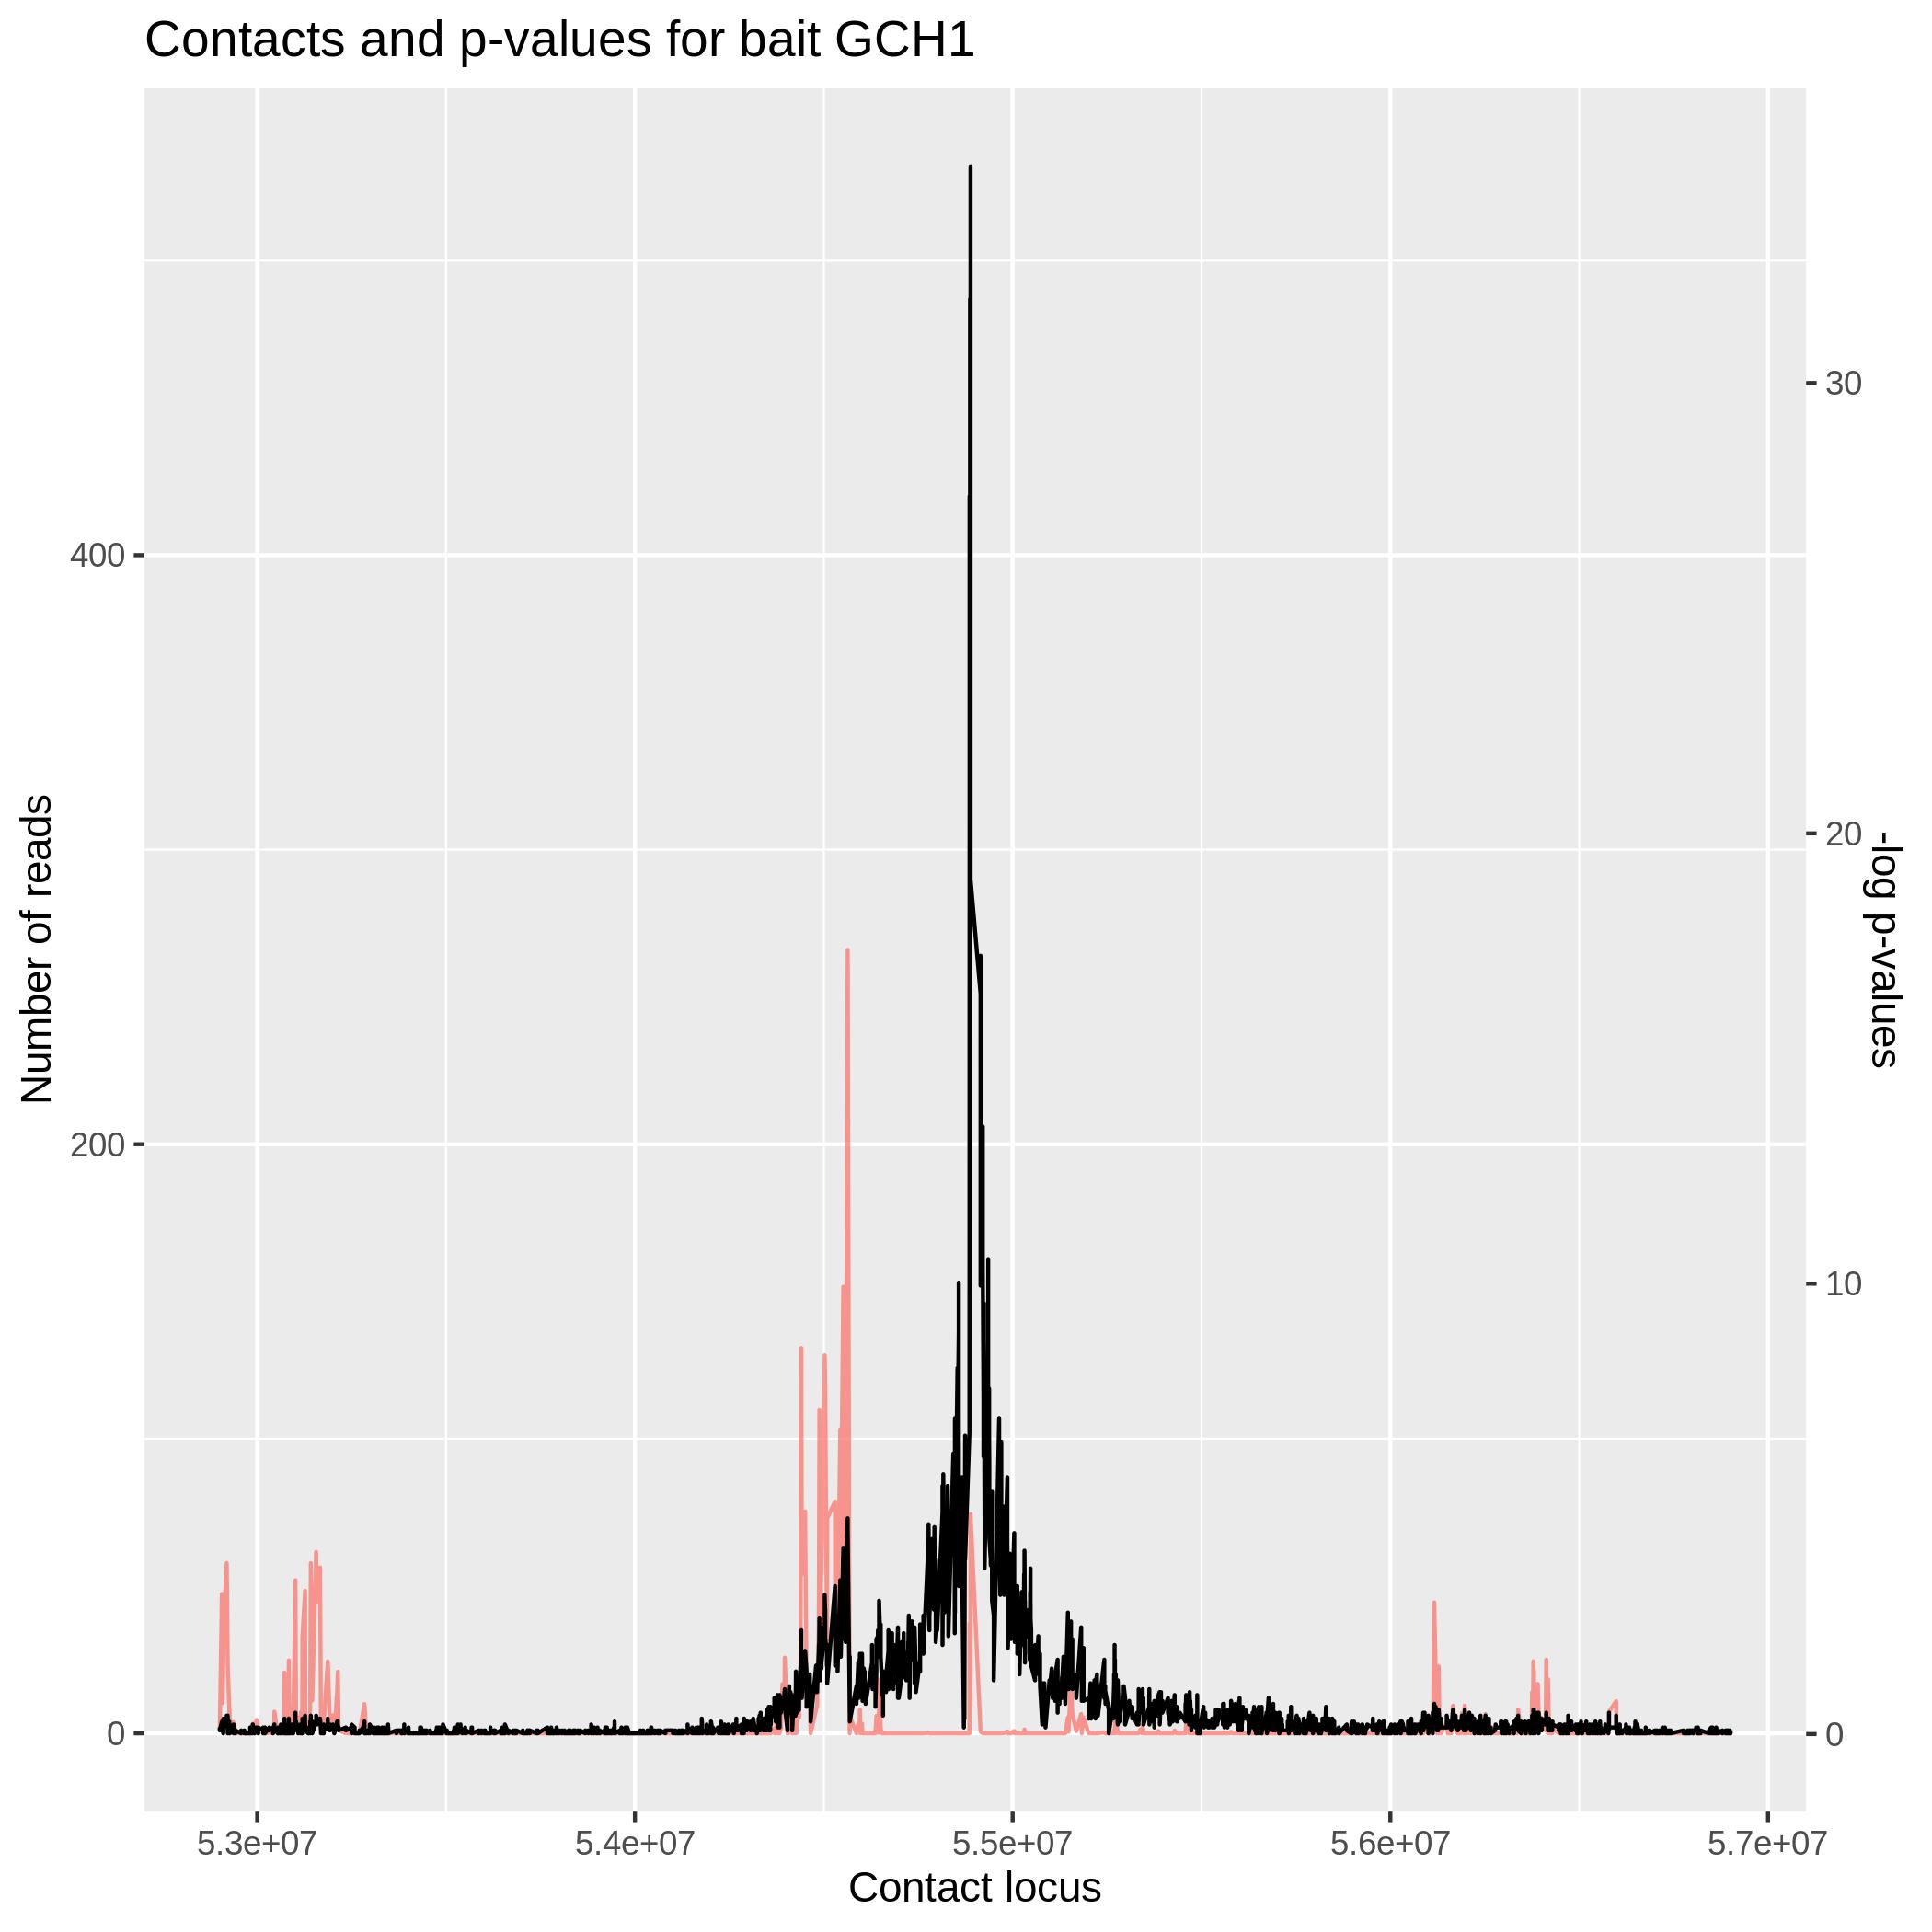 Contacts and p-values for bait GCH1
Number of reads
400
200
0
30
20
10
0
-log p-values
5.3e+07
5.4e+07
5.5e+07
5.6e+07
5.7e+07
Contact locus